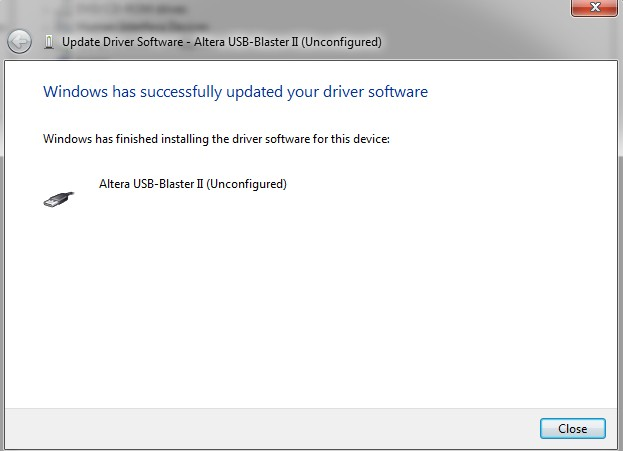 Update Driver Software - Altera USB-Blaster II (Unconfigured)
Windows has successfully updated your driver software
Windows has finished installing the driver software for this device:
Altera USB-Blaster II (Unconfigured)
Close